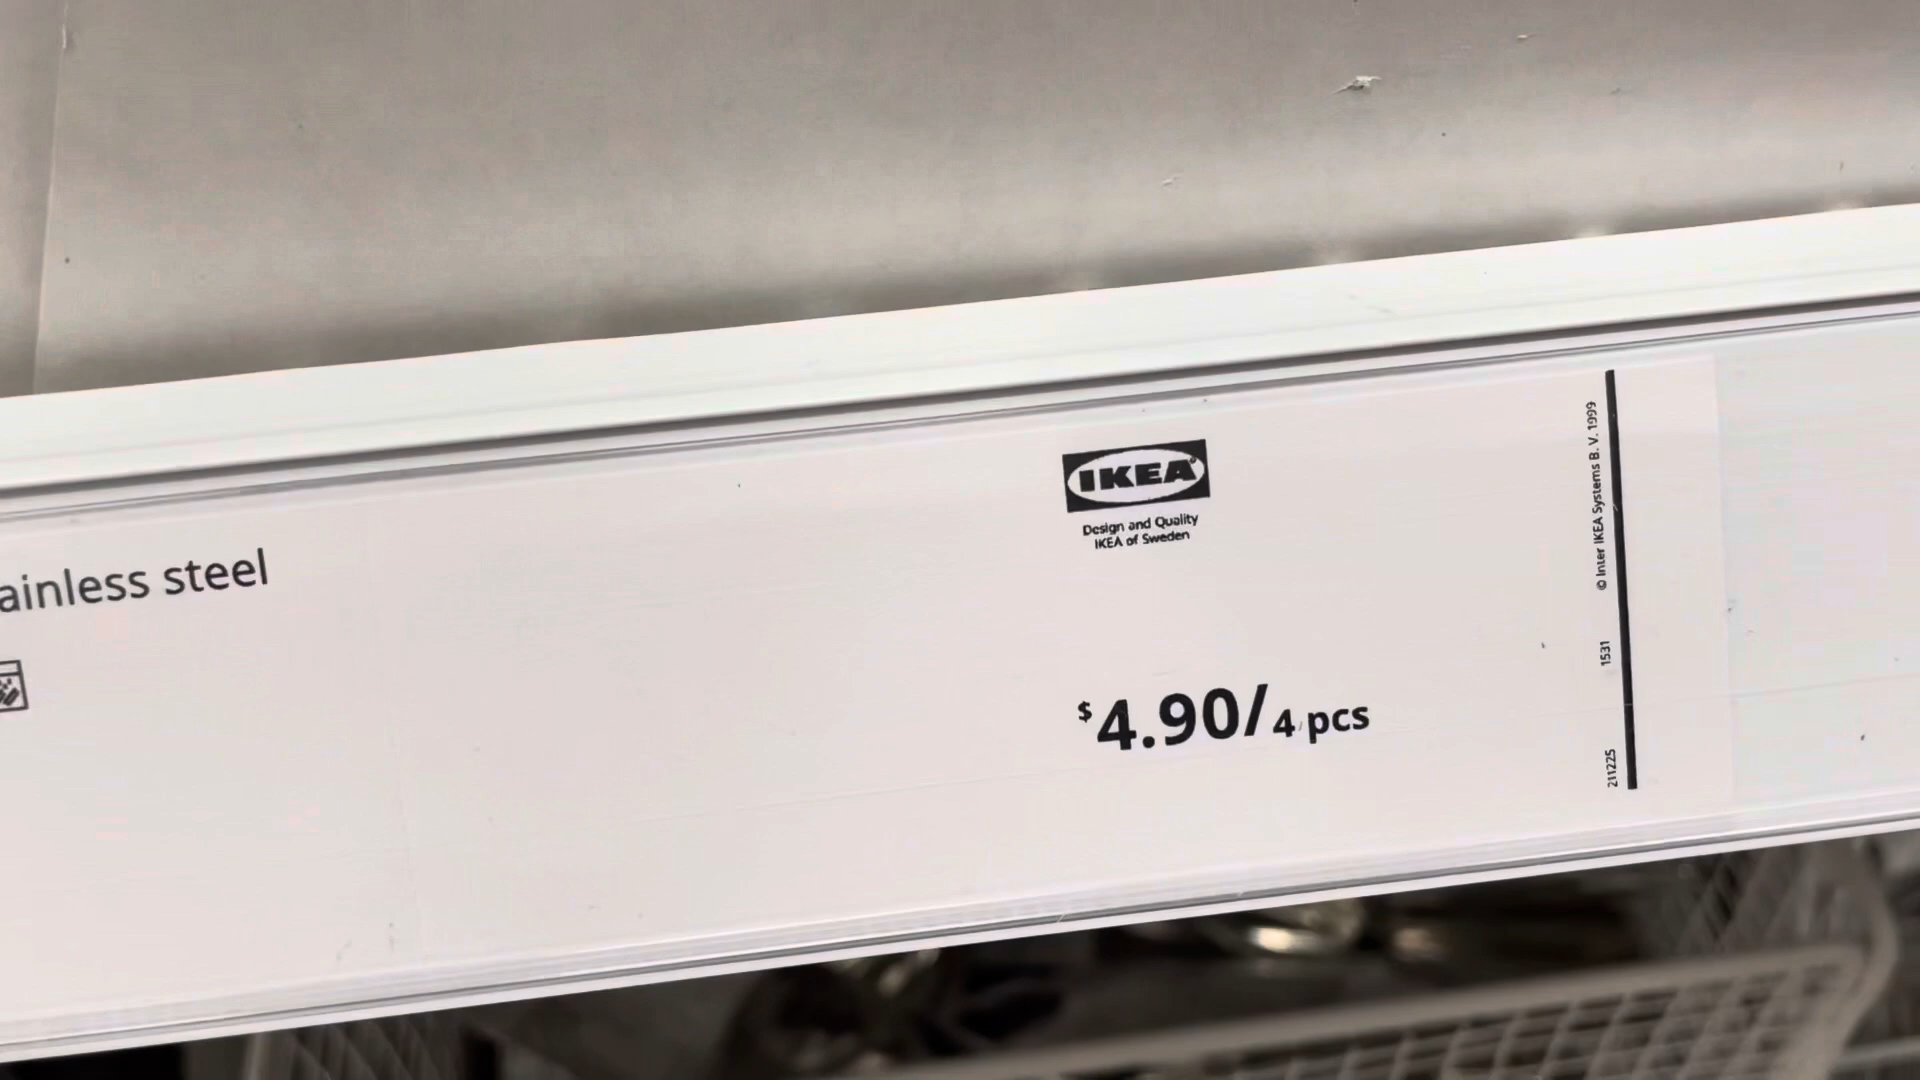 ainless steel
IKEA
Design and Quality
IKEA of Sweden
$4.90/4 pcs
© Inter IKEA Systems B. V. 1999
1531
211225